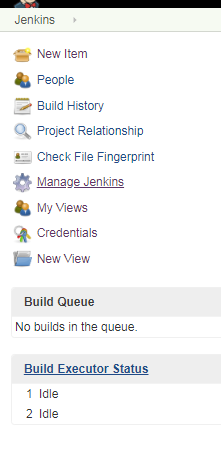 Jenkins
New Item
People
Build History
Project Relationship
Check File Fingerprint
Manage Jenkins
My Views
Credentials
New View
Build Queue
No builds in the queue.
Build Executor Status
1 Idle
2 Idle